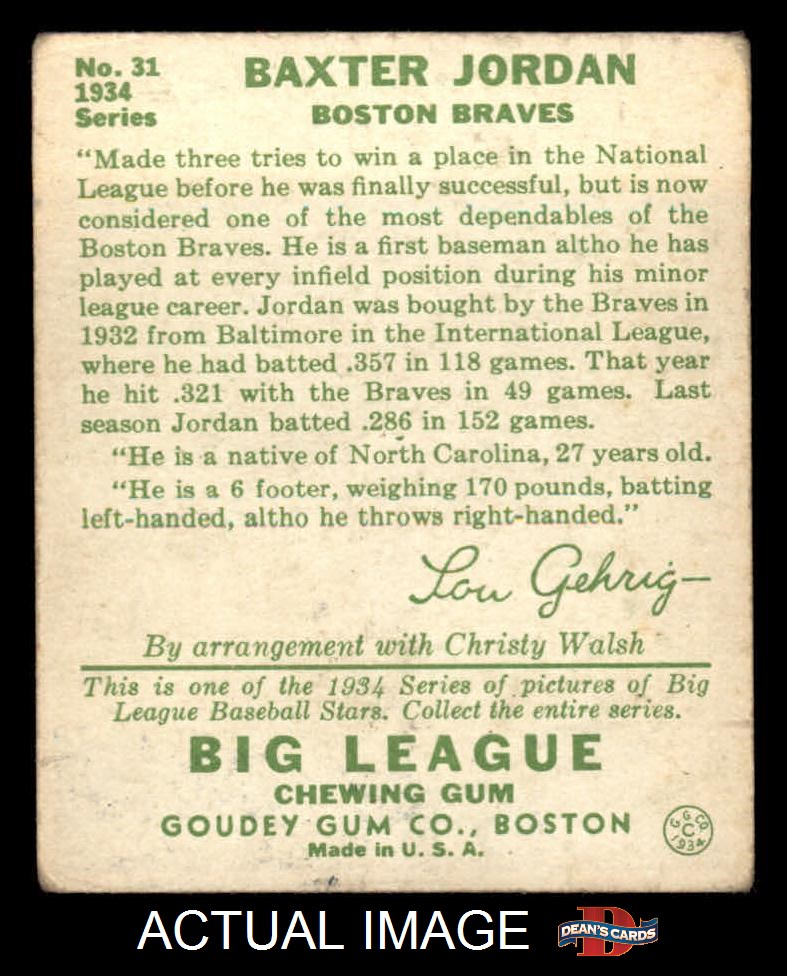 No. 31
1934
Series
BAXTER JORDAN
BOSTON BRAVES
"Made three tries to win a place in the National
League before he was finally successful, but is now
considered one of the most dependables of the
Boston Braves. He is a first baseman altho he has
played at every infield position during his minor
league career. Jordan was bought by the Braves in
1932 from Baltimore in the International League,
where he had batted .357 in 118 games. That year
he hit .321 with the Braves in 49 games. Last
season Jordan batted .286 in 152 games.
"He is a native of North Carolina, 27 years old.
"He is a 6 footer, weighing 170 pounds, batting
left-handed, altho he throws right-handed."
Lou Gehrig—
By arrangement with Christy Walsh
This is one of the 1934 Series of pictures of Big
League Baseball Stars. Collect the entire series.
BIG LEAGUE
CHEWING GUM
GOUDEY GUM CO., BOSTON
Made in U. S. A.
G G CO.
C
1934
ACTUAL IMAGE
D
DEAN'S CARDS